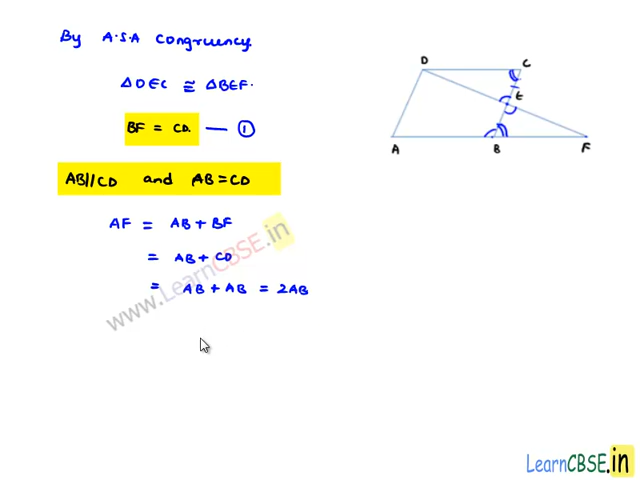 By A.S.A Congruency
ΔDEC ≅ ΔBEF.
BF = CD. — ①
AB//CD and AB=CD
AF = AB + BF
= AB + CD
= AB + AB = 2AB
D
C
E
A
B
F
www.LearnCBSE.in
LearnCBSE.in